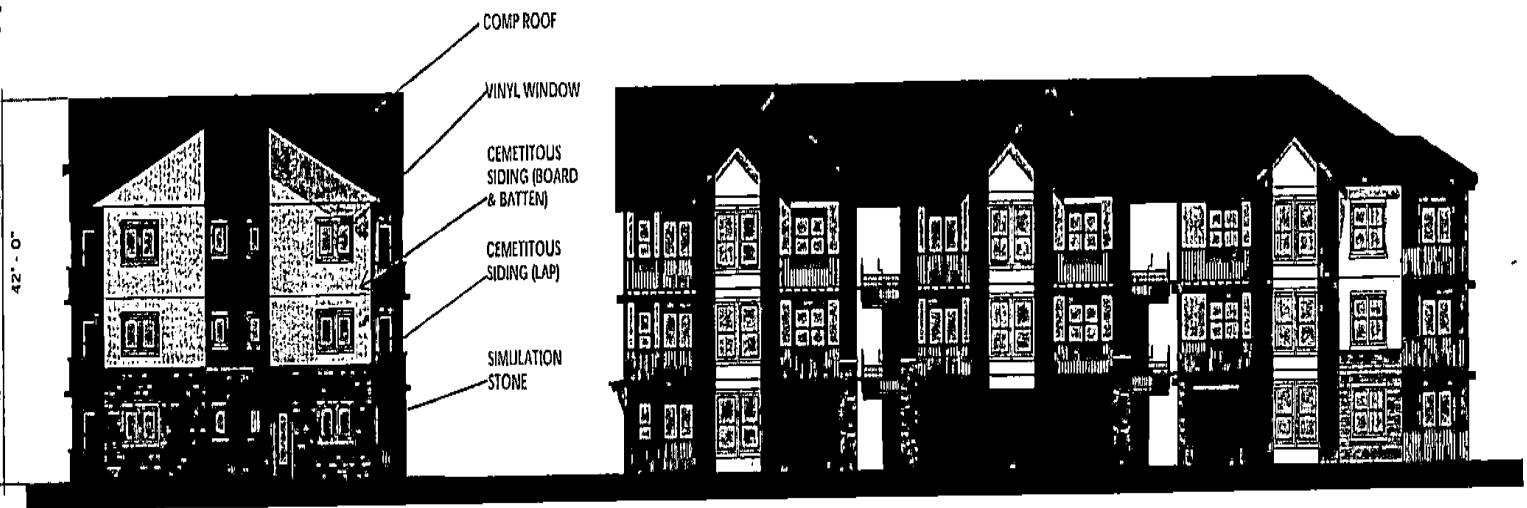 COMP ROOF
VINYL WINDOW
CEMETITOUS
SIDING (BOARD
& BATTEN)
CEMETITOUS
SIDING (LAP)
SIMULATION
STONE
42' - 0"